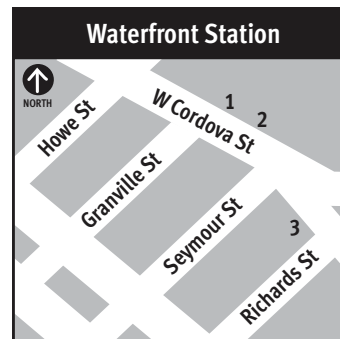 Waterfront Station
NORTH
Howe St
W Cordova St
1
2
Granville St
Seymour St
3
Richards St